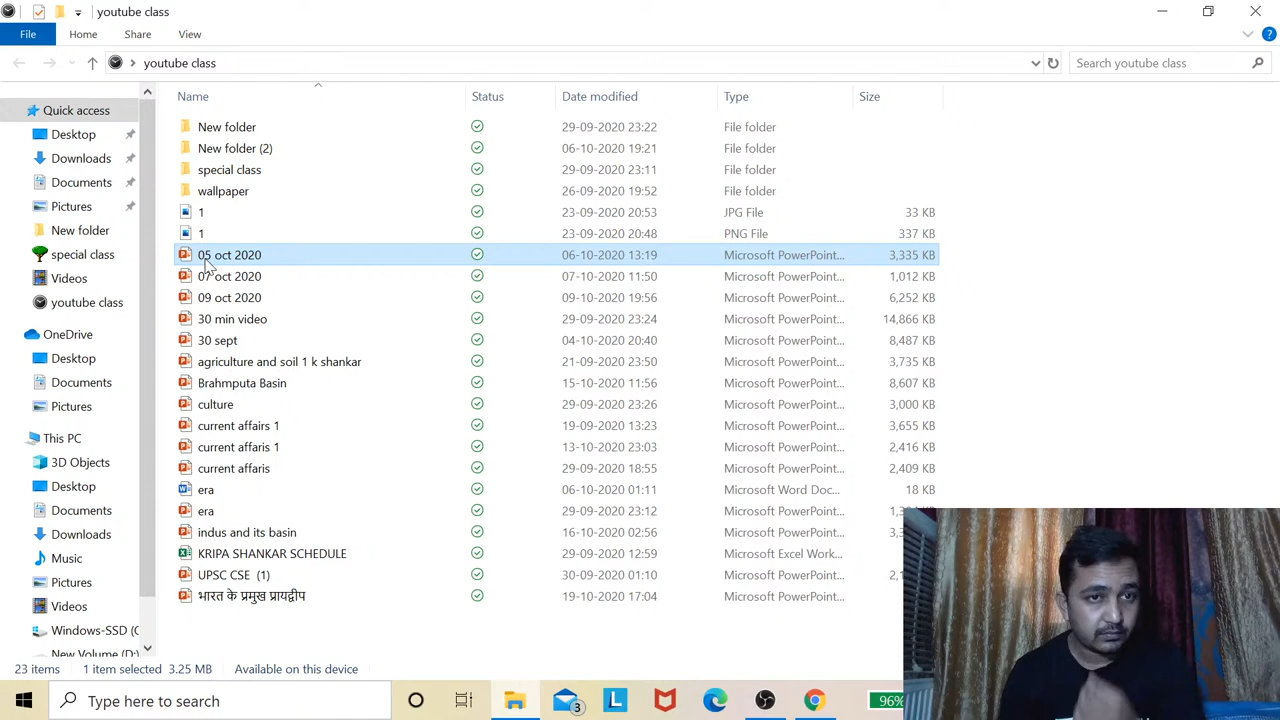 youtube class
File Home Share View
youtube class Search youtube class
Name Status Date modified Type Size
Quick access
Desktop
Downloads
Documents
Pictures
New folder
special class
Videos
youtube class
OneDrive
Desktop
Documents
Pictures
This PC
3D Objects
Desktop
Documents
Downloads
Music
Pictures
Videos
Windows-SSD (C
New Volume (D:)
New folder 29-09-2020 23:22 File folder
New folder (2) 06-10-2020 19:21 File folder
special class 29-09-2020 23:11 File folder
wallpaper 26-09-2020 19:52 File folder
1 23-09-2020 20:53 JPG File 33 KB
1 23-09-2020 20:48 PNG File 337 KB
05 oct 2020 06-10-2020 13:19 Microsoft PowerPoint... 3,335 KB
07 oct 2020 07-10-2020 11:50 Microsoft PowerPoint... 1,012 KB
09 oct 2020 09-10-2020 19:56 Microsoft PowerPoint... 6,252 KB
30 min video 29-09-2020 23:24 Microsoft PowerPoint... 14,866 KB
30 sept 04-10-2020 20:40 Microsoft PowerPoint... 8,487 KB
agriculture and soil 1 k shankar 21-09-2020 23:50 Microsoft PowerPoint... 3,735 KB
Brahmputa Basin 15-10-2020 11:56 Microsoft PowerPoint... 8,607 KB
culture 29-09-2020 23:26 Microsoft PowerPoint... 3,000 KB
current affairs 1 19-09-2020 13:23 Microsoft PowerPoint... 3,655 KB
current affaris 1 13-10-2020 23:03 Microsoft PowerPoint... 2,416 KB
current affaris 29-09-2020 18:55 Microsoft PowerPoint... 2,409 KB
era 06-10-2020 01:11 Microsoft Word Doc... 18 KB
era 29-09-2020 23:12 Microsoft PowerPoint...
indus and its basin 16-10-2020 02:56 Microsoft PowerPoint...
KRIPA SHANKAR SCHEDULE 29-09-2020 12:59 Microsoft Excel Work...
UPSC CSE (1) 30-09-2020 01:10 Microsoft PowerPoint...
भारत के प्रमुख प्रायद्वीप 19-10-2020 17:04 Microsoft PowerPoint...
23 items 1 item selected 3.25 MB Available on this device
Type here to search 3 L 96%